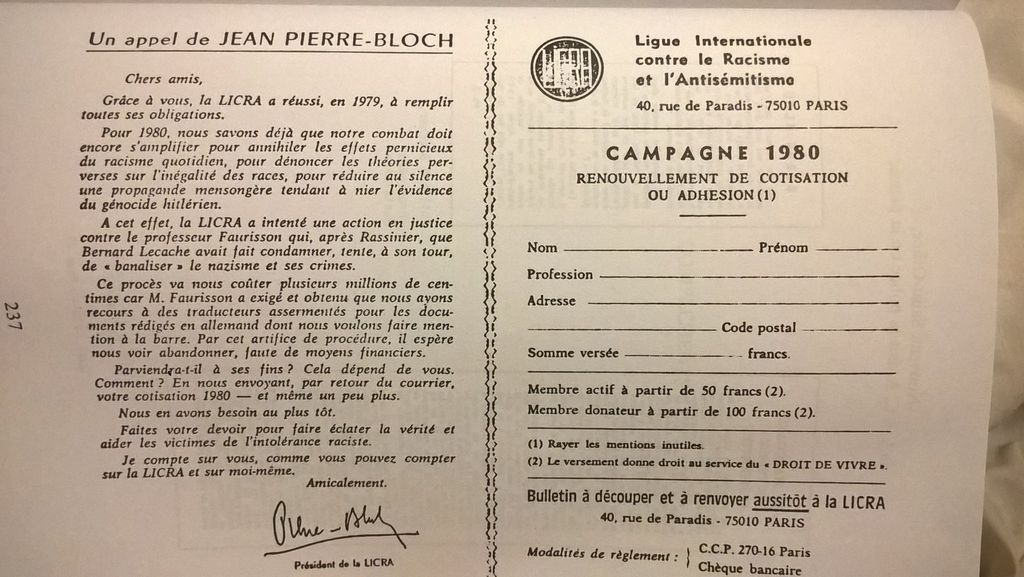 Un appel de JEAN PIERRE-BLOCH
Chers amis,
Grâce à vous, la LICRA a réussi, en 1979, à remplir
toutes ses obligations.
Pour 1980, nous savons déjà que notre combat doit
encore s'amplifier pour annihiler les effets pernicieux
du racisme quotidien, pour dénoncer les théories per-
verses sur l'inégalité des races, pour réduire au silence
une propagande mensongère tendant à nier l'évidence
du génocide hitlérien.
A cet effet, la LICRA a intenté une action en justice
contre le professeur Faurisson qui, après Rassinier, que
Bernard Lecache avait fait condamner, tente, à son tour,
de « banaliser » le nazisme et ses crimes.
Ce procès va nous coûter plusieurs millions de cen-
times car M. Faurisson a exigé et obtenu que nous ayons
recours à des traducteurs assermentés pour les docu-
ments rédigés en allemand dont nous voulons faire men-
tion à la barre. Par cet artifice de procédure, il espère
nous voir abandonner, faute de moyens financiers.
Parviendra-t-il à ses fins ? Cela dépend de vous.
Comment ? En nous envoyant, par retour du courrier,
votre cotisation 1980 — et même un peu plus.
Nous en avons besoin au plus tôt.
Faites votre devoir pour faire éclater la vérité et
aider les victimes de l'intolérance raciste.
Je compte sur vous, comme vous pouvez compter
sur la LICRA et sur moi-même.
Amicalement.
Pierre-Bloch
Président de la LICRA
237
Ligue Internationale
contre le Racisme
et l'Antisémitisme
40, rue de Paradis - 75010 PARIS
CAMPAGNE 1980
RENOUVELLEMENT DE COTISATION
OU ADHESION (1)
Nom Prénom
Profession
Adresse
Code postal
Somme versée francs.
Membre actif à partir de 50 francs (2).
Membre donateur à partir de 100 francs (2).
(1) Rayer les mentions inutiles.
(2) Le versement donne droit au service du « DROIT DE VIVRE ».
Bulletin à découper et à renvoyer aussitôt à la LICRA
40, rue de Paradis - 75010 PARIS
Modalités de règlement : } C.C.P. 270-16 Paris
Chèque bancaire